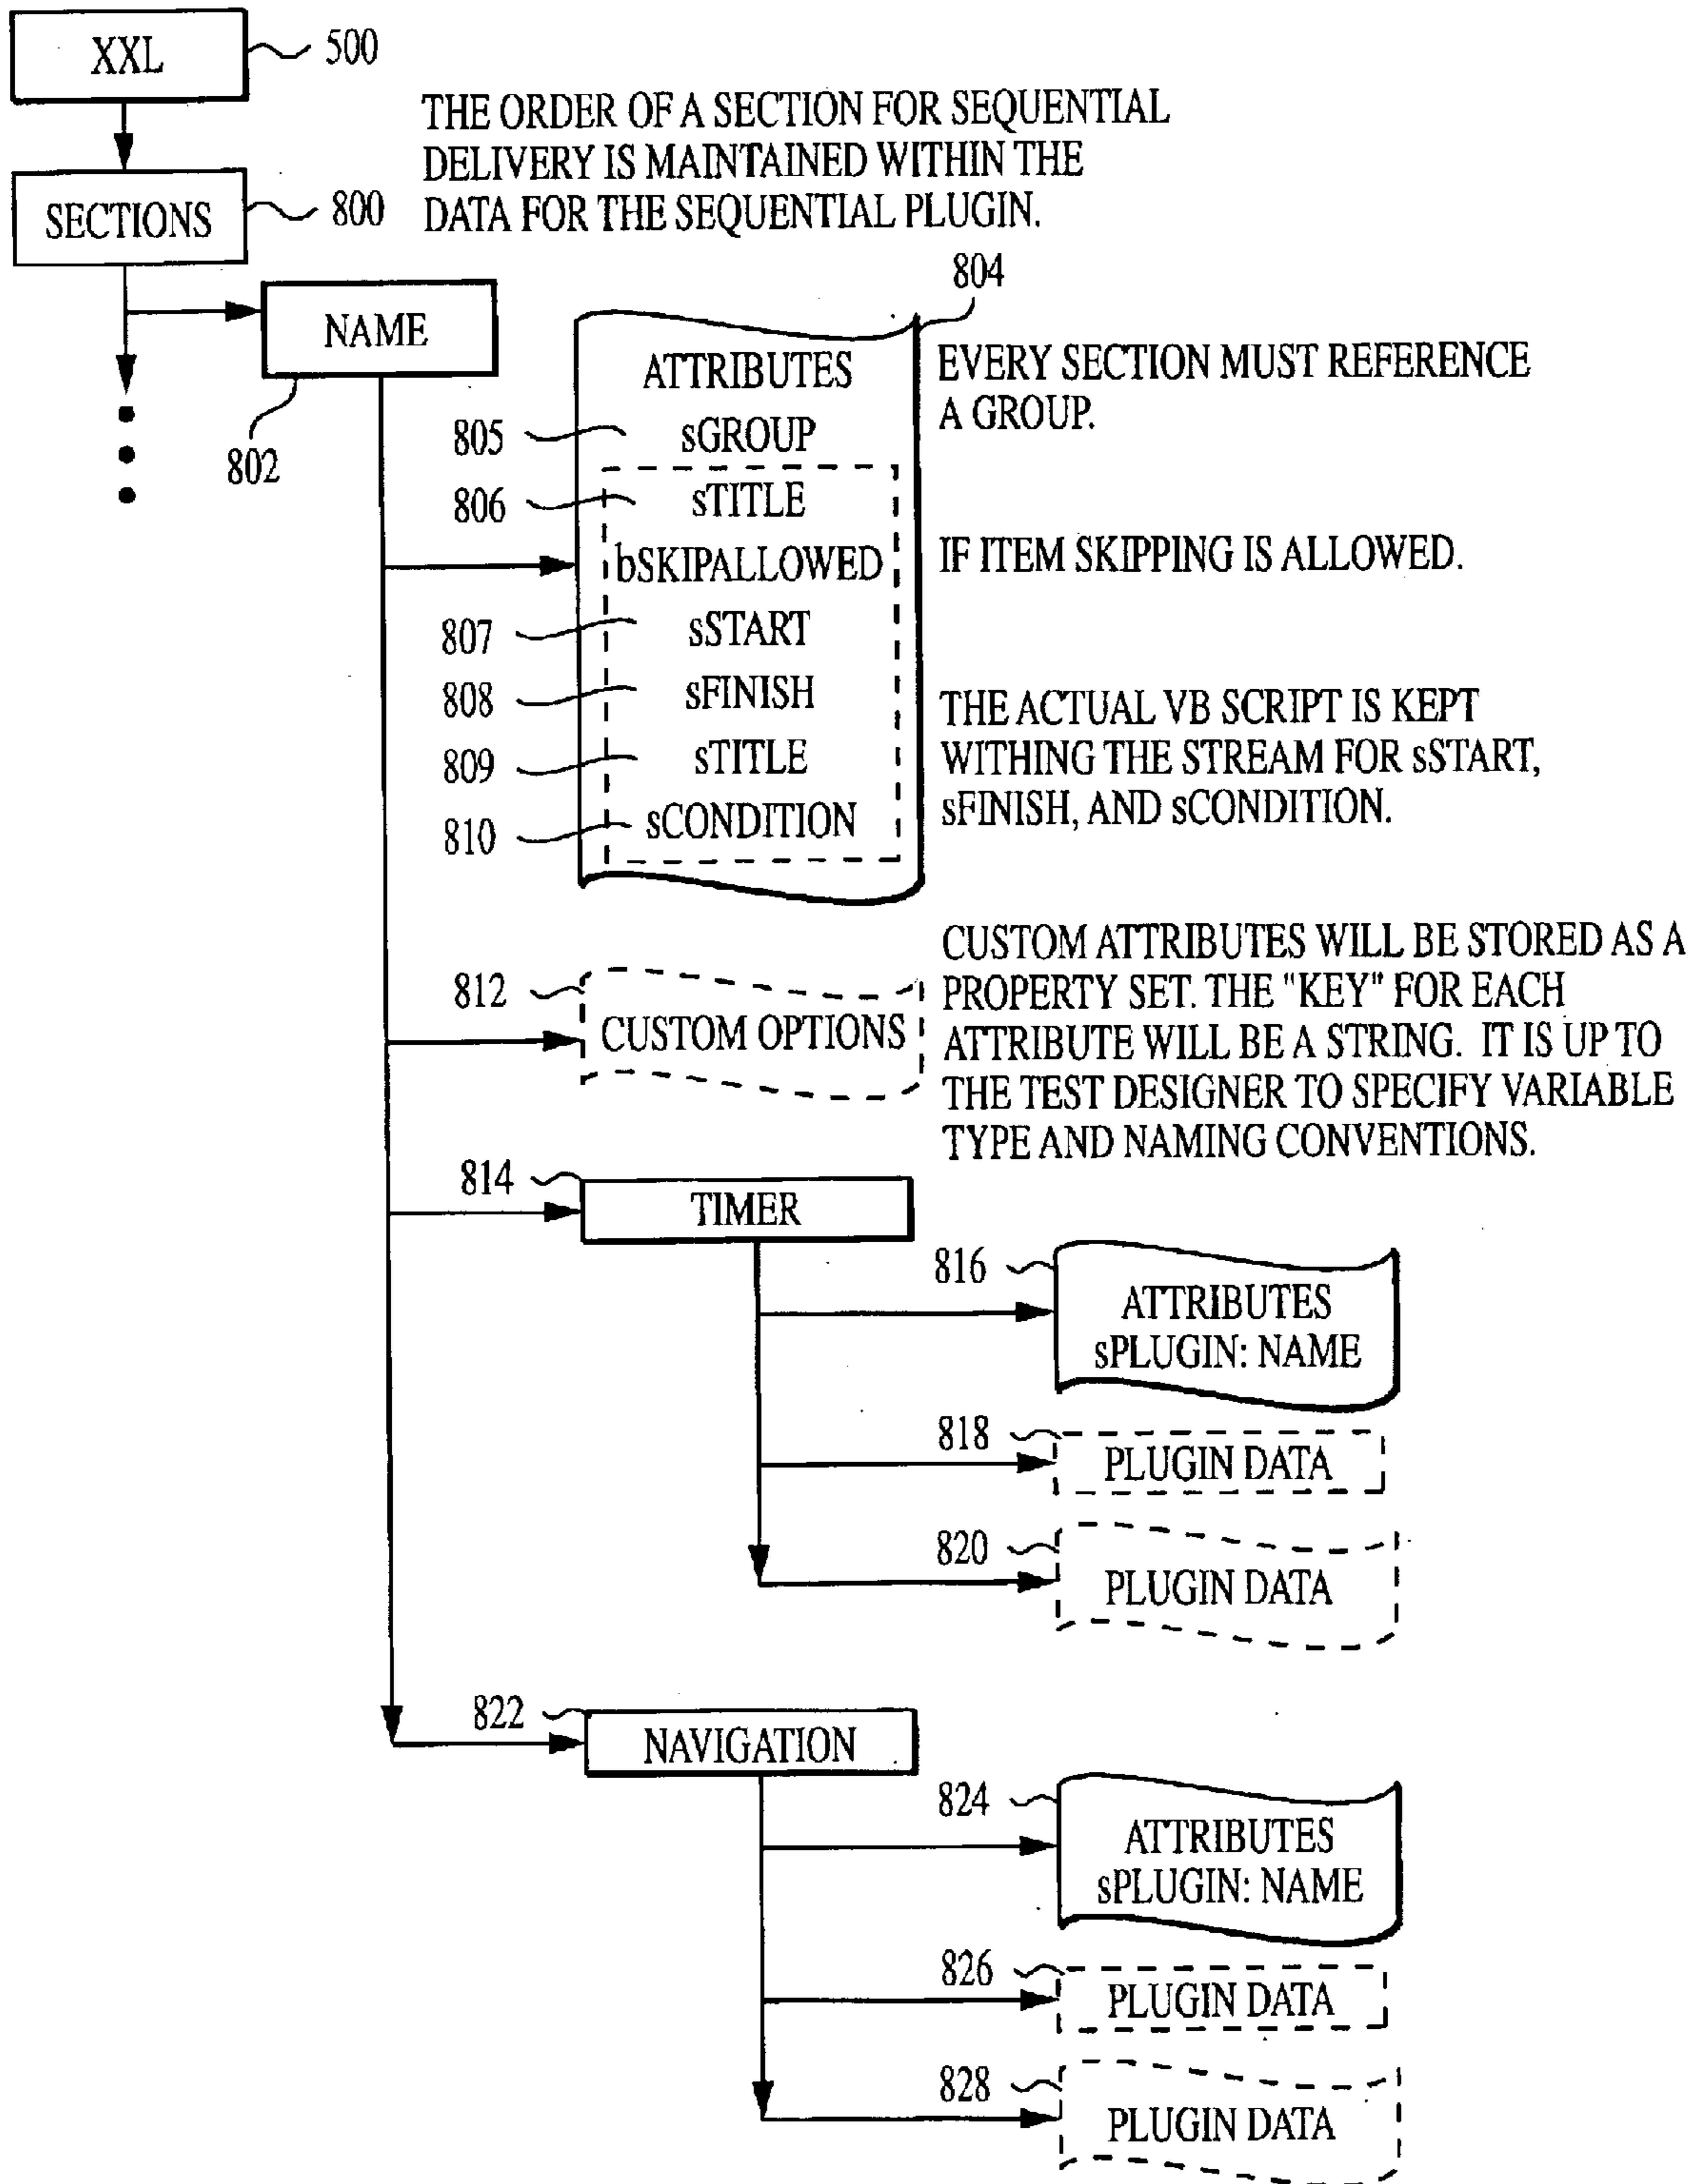 XXL
500
THE ORDER OF A SECTION FOR SEQUENTIAL
DELIVERY IS MAINTAINED WITHIN THE
DATA FOR THE SEQUENTIAL PLUGIN.
SECTIONS
800
NAME
802
804
ATTRIBUTES
805
sGROUP
806
sTITLE
bSKIPALLOWED
807
sSTART
808
sFINISH
809
sTITLE
810
sCONDITION
EVERY SECTION MUST REFERENCE
A GROUP.
IF ITEM SKIPPING IS ALLOWED.
THE ACTUAL VB SCRIPT IS KEPT
WITHING THE STREAM FOR sSTART,
sFINISH, AND sCONDITION.
812
CUSTOM OPTIONS
CUSTOM ATTRIBUTES WILL BE STORED AS A
PROPERTY SET. THE "KEY" FOR EACH
ATTRIBUTE WILL BE A STRING. IT IS UP TO
THE TEST DESIGNER TO SPECIFY VARIABLE
TYPE AND NAMING CONVENTIONS.
814
TIMER
816
ATTRIBUTES
sPLUGIN: NAME
818
PLUGIN DATA
820
PLUGIN DATA
822
NAVIGATION
824
ATTRIBUTES
sPLUGIN: NAME
826
PLUGIN DATA
828
PLUGIN DATA